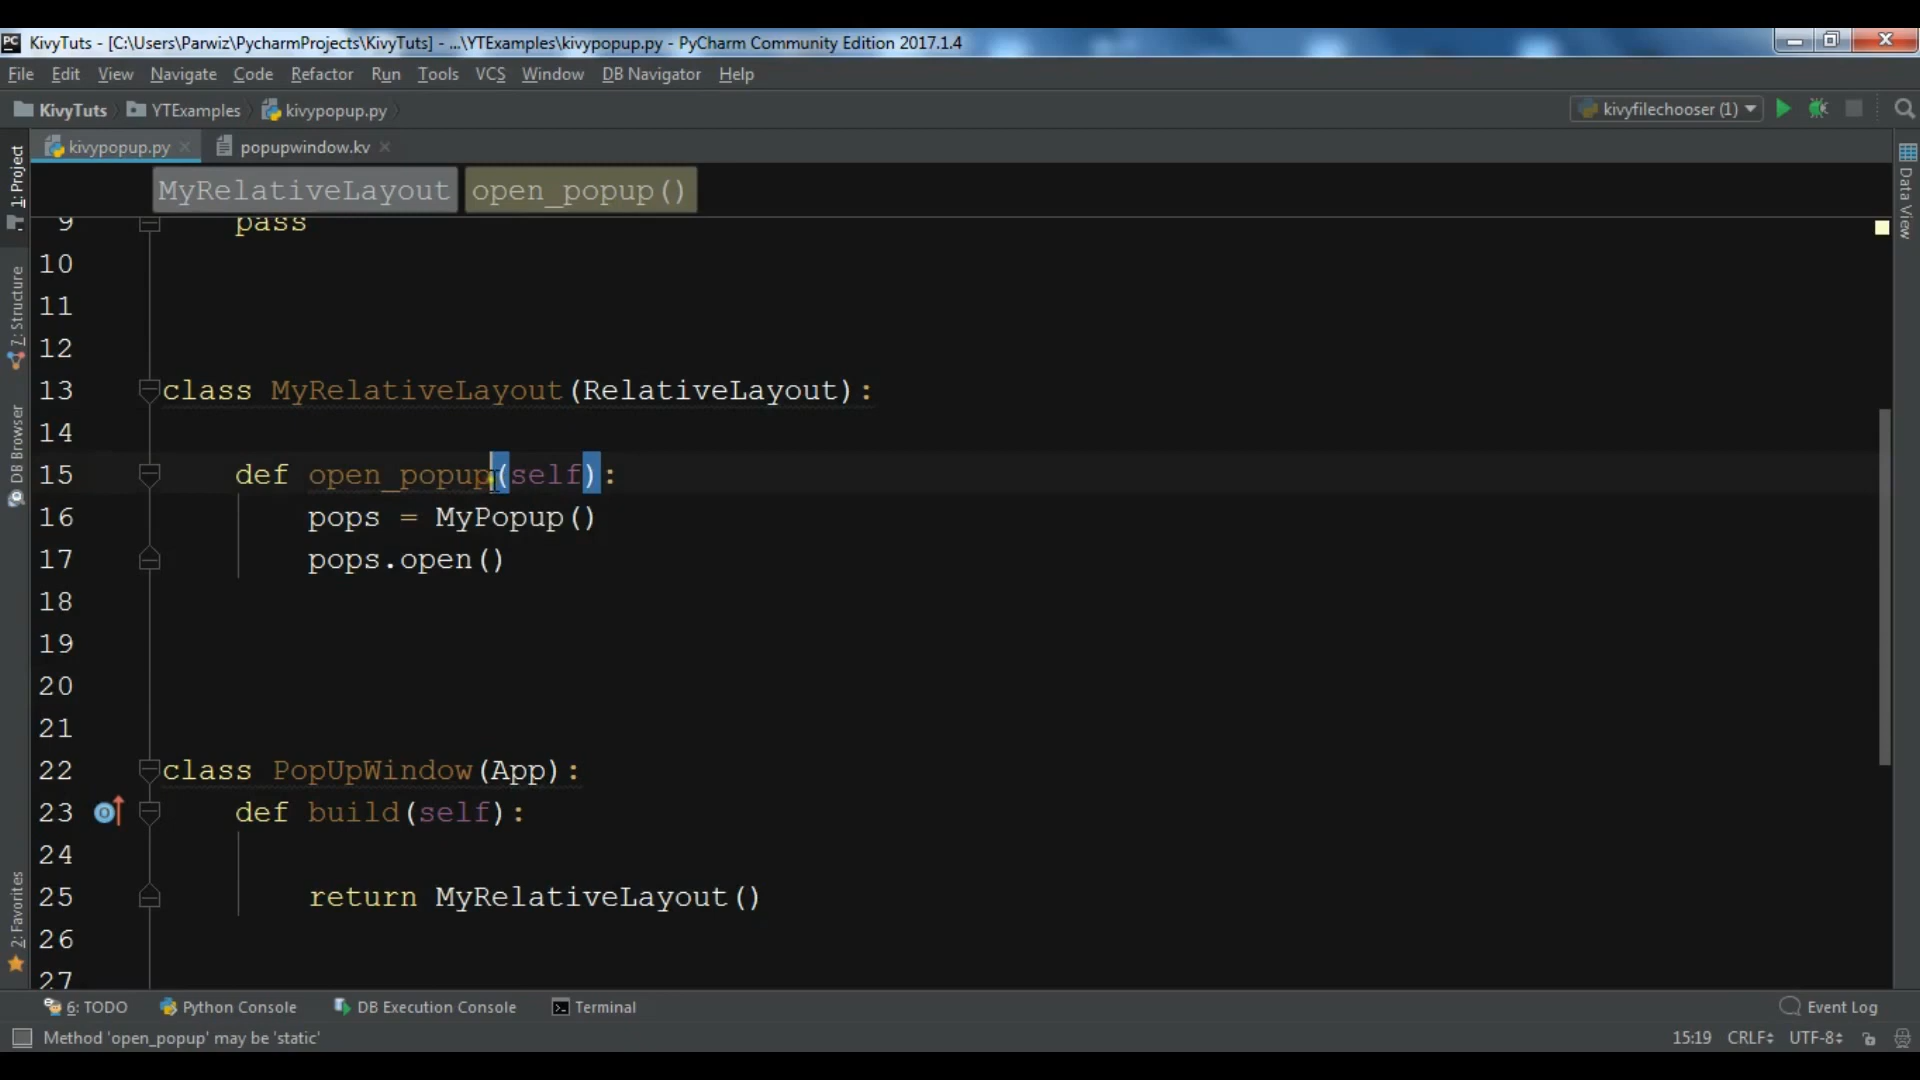 KivyTuts - [C:\Users\Parwiz\PycharmProjects\KivyTuts] - ...\YTExamples\kivypopup.py - PyCharm Community Edition 2017.1.4
File Edit View Navigate Code Refactor Run Tools VCS Window DB Navigator Help
KivyTuts YTExamples kivypopup.py kivyfilechooser (1)
kivypopup.py popupwindow.kv
MyRelativeLayout open_popup()
1: Project
7: Structure
DB Browser
2: Favorites
Data View
9 pass
10
11
12
13 class MyRelativeLayout(RelativeLayout):
14
15 def open_popup(self):
16 pops = MyPopup()
17 pops.open()
18
19
20
21
22 class PopUpWindow(App):
23 def build(self):
24
25 return MyRelativeLayout()
26
27
6: TODO Python Console DB Execution Console Terminal Event Log
Method 'open_popup' may be 'static' 15:19 CRLF UTF-8